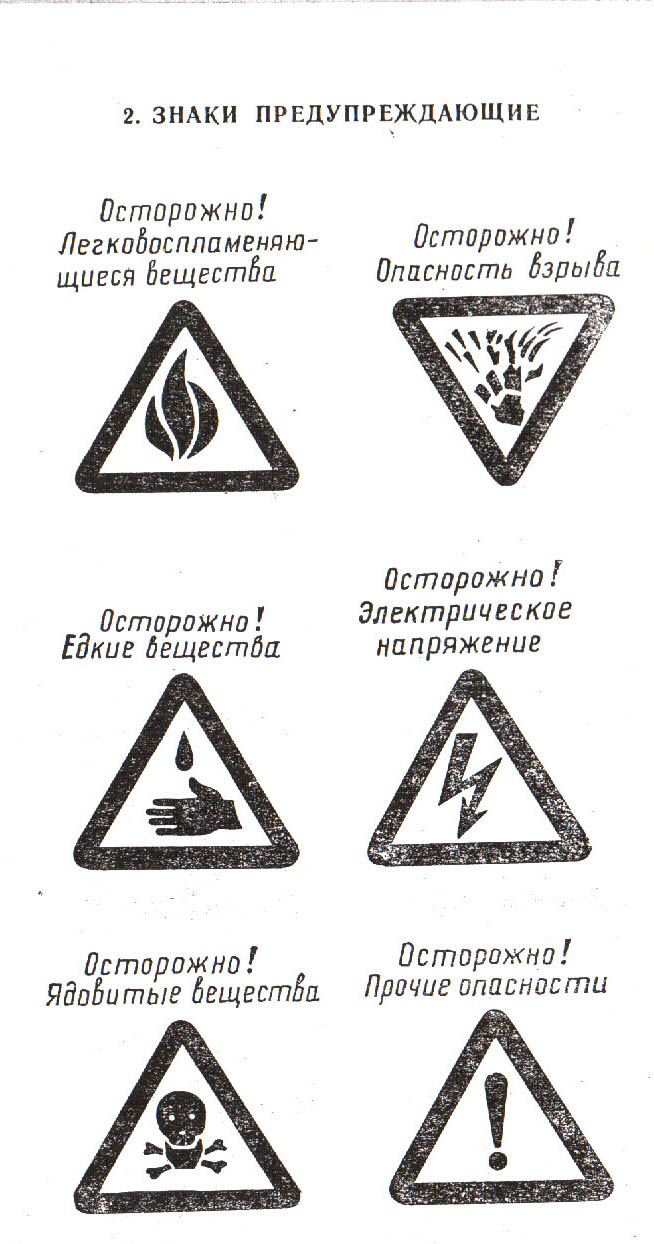 2. ЗНАКИ ПРЕДУПРЕЖДАЮЩИЕ
Осторожно!
Легковоспламеняю-
щиеся вещества
Осторожно!
Опасность взрыва
Осторожно!
Едкие вещества
Осторожно!
Электрическое
напряжение
Осторожно!
Ядовитые вещества
Осторожно!
Прочие опасности